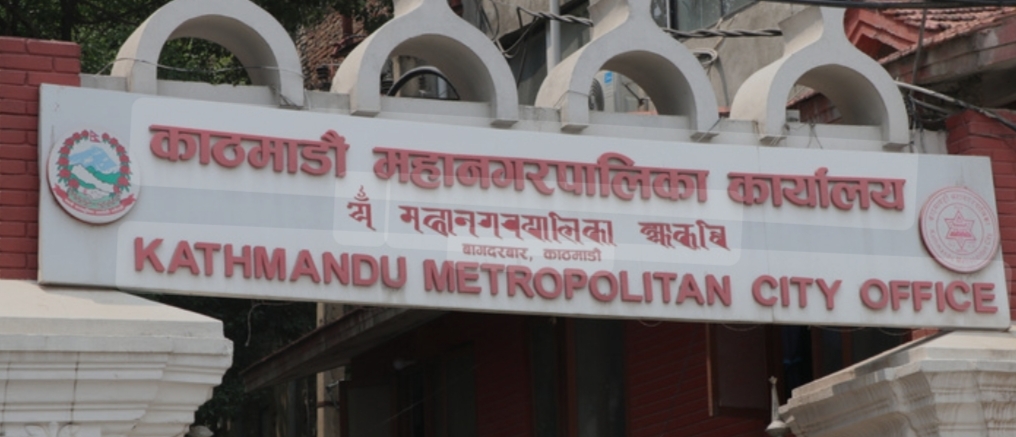 काठमाडौं महानगरपालिका कार्यालय
बागदरबार, काठमाडौं
KATHMANDU METROPOLITAN CITY OFFICE